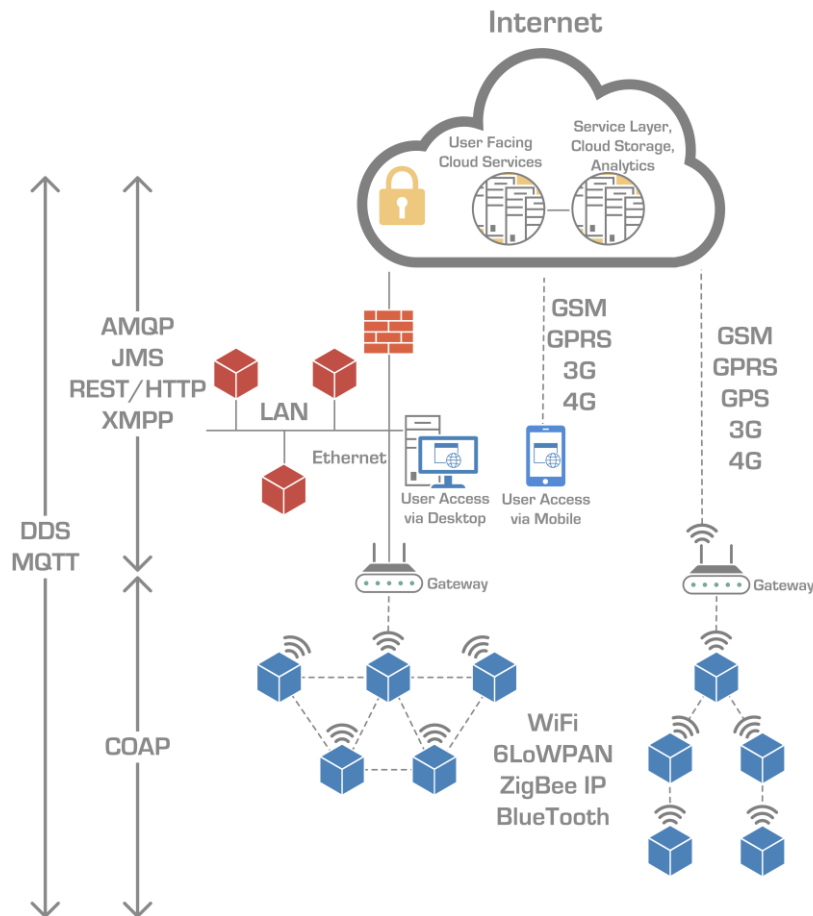 Internet
User Facing
Cloud Services
Service Layer,
Cloud Storage,
Analytics
AMQP
JMS
REST/HTTP
XMPP
GSM
GPRS
3G
4G
GSM
GPRS
GPS
3G
4G
LAN
Ethernet
User Access
via Desktop
User Access
via Mobile
DDS
MQTT
Gateway
Gateway
COAP
WiFi
6LoWPAN
ZigBee IP
BlueTooth